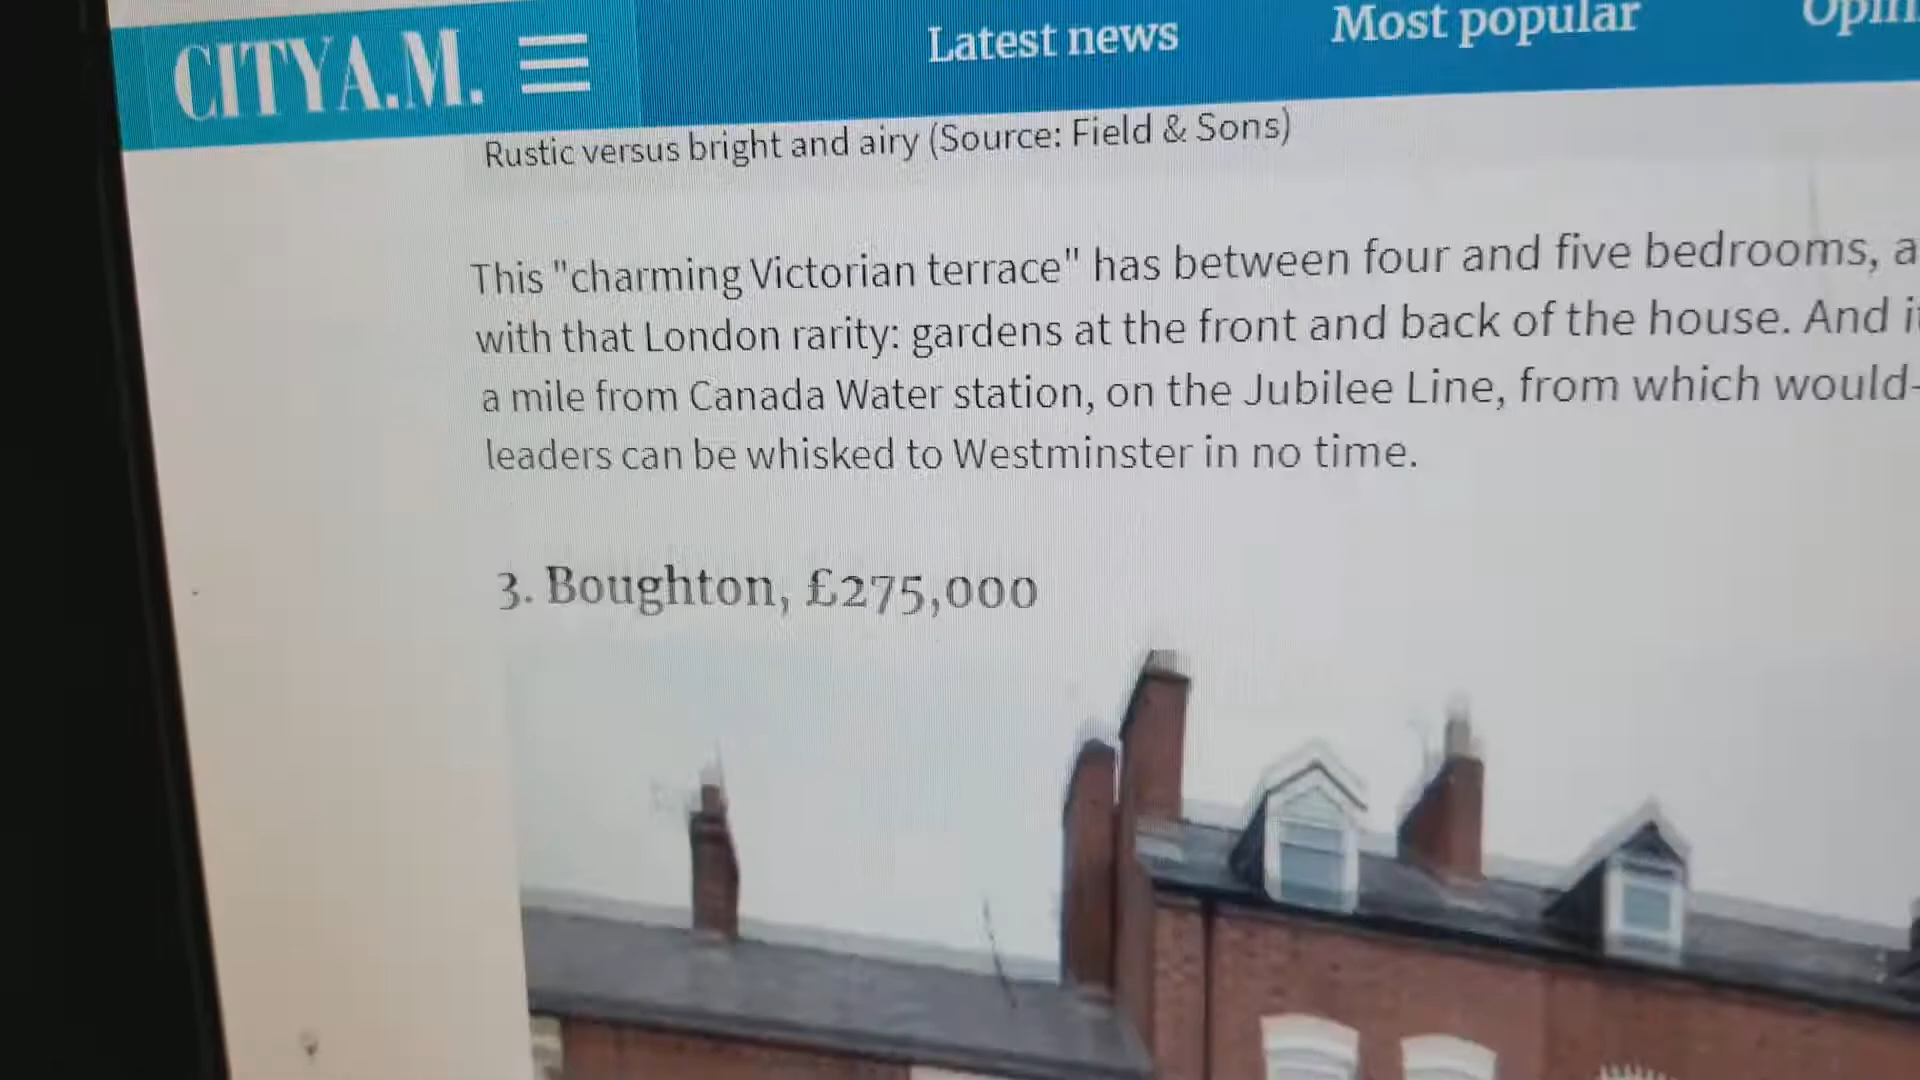 CITYA.M.
Latest news
Most popular
Rustic versus bright and airy (Source: Field & Sons)
This "charming Victorian terrace" has between four and five bedrooms, a
with that London rarity: gardens at the front and back of the house. And
a mile from Canada Water station, on the Jubilee Line, from which would-
leaders can be whisked to Westminster in no time.
3. Boughton, £275,000